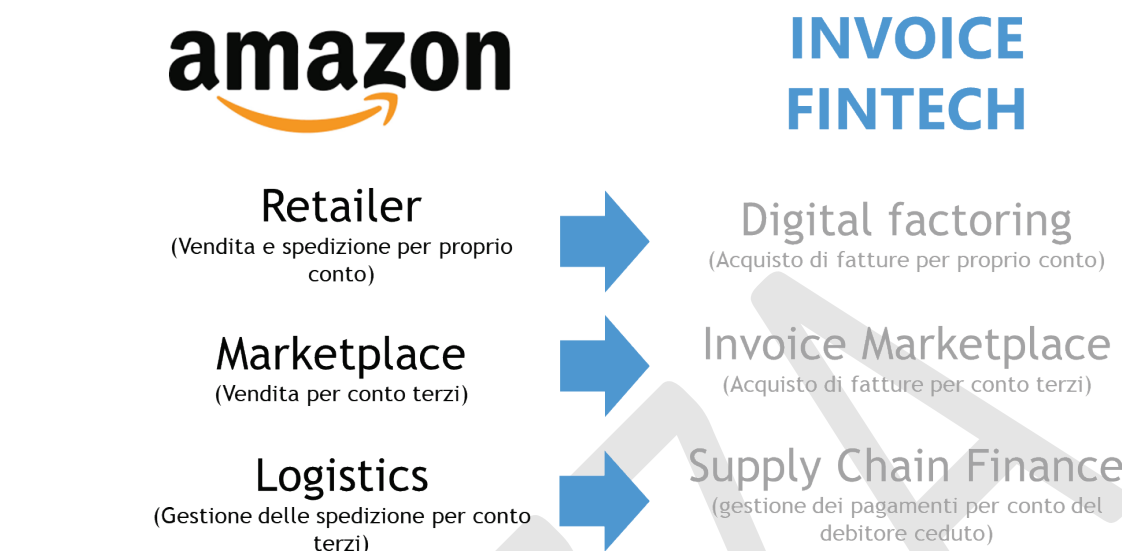 amazon
Retailer
(Vendita e spedizione per proprio
conto)
Marketplace
(Vendita per conto terzi)
Logistics
(Gestione delle spedizione per conto
terzi)
INVOICE
FINTECH
Digital factoring
(Acquisto di fatture per proprio conto)
Invoice Marketplace
(Acquisto di fatture per conto terzi)
Supply Chain Finance
(gestione dei pagamenti per conto del
debitore ceduto)